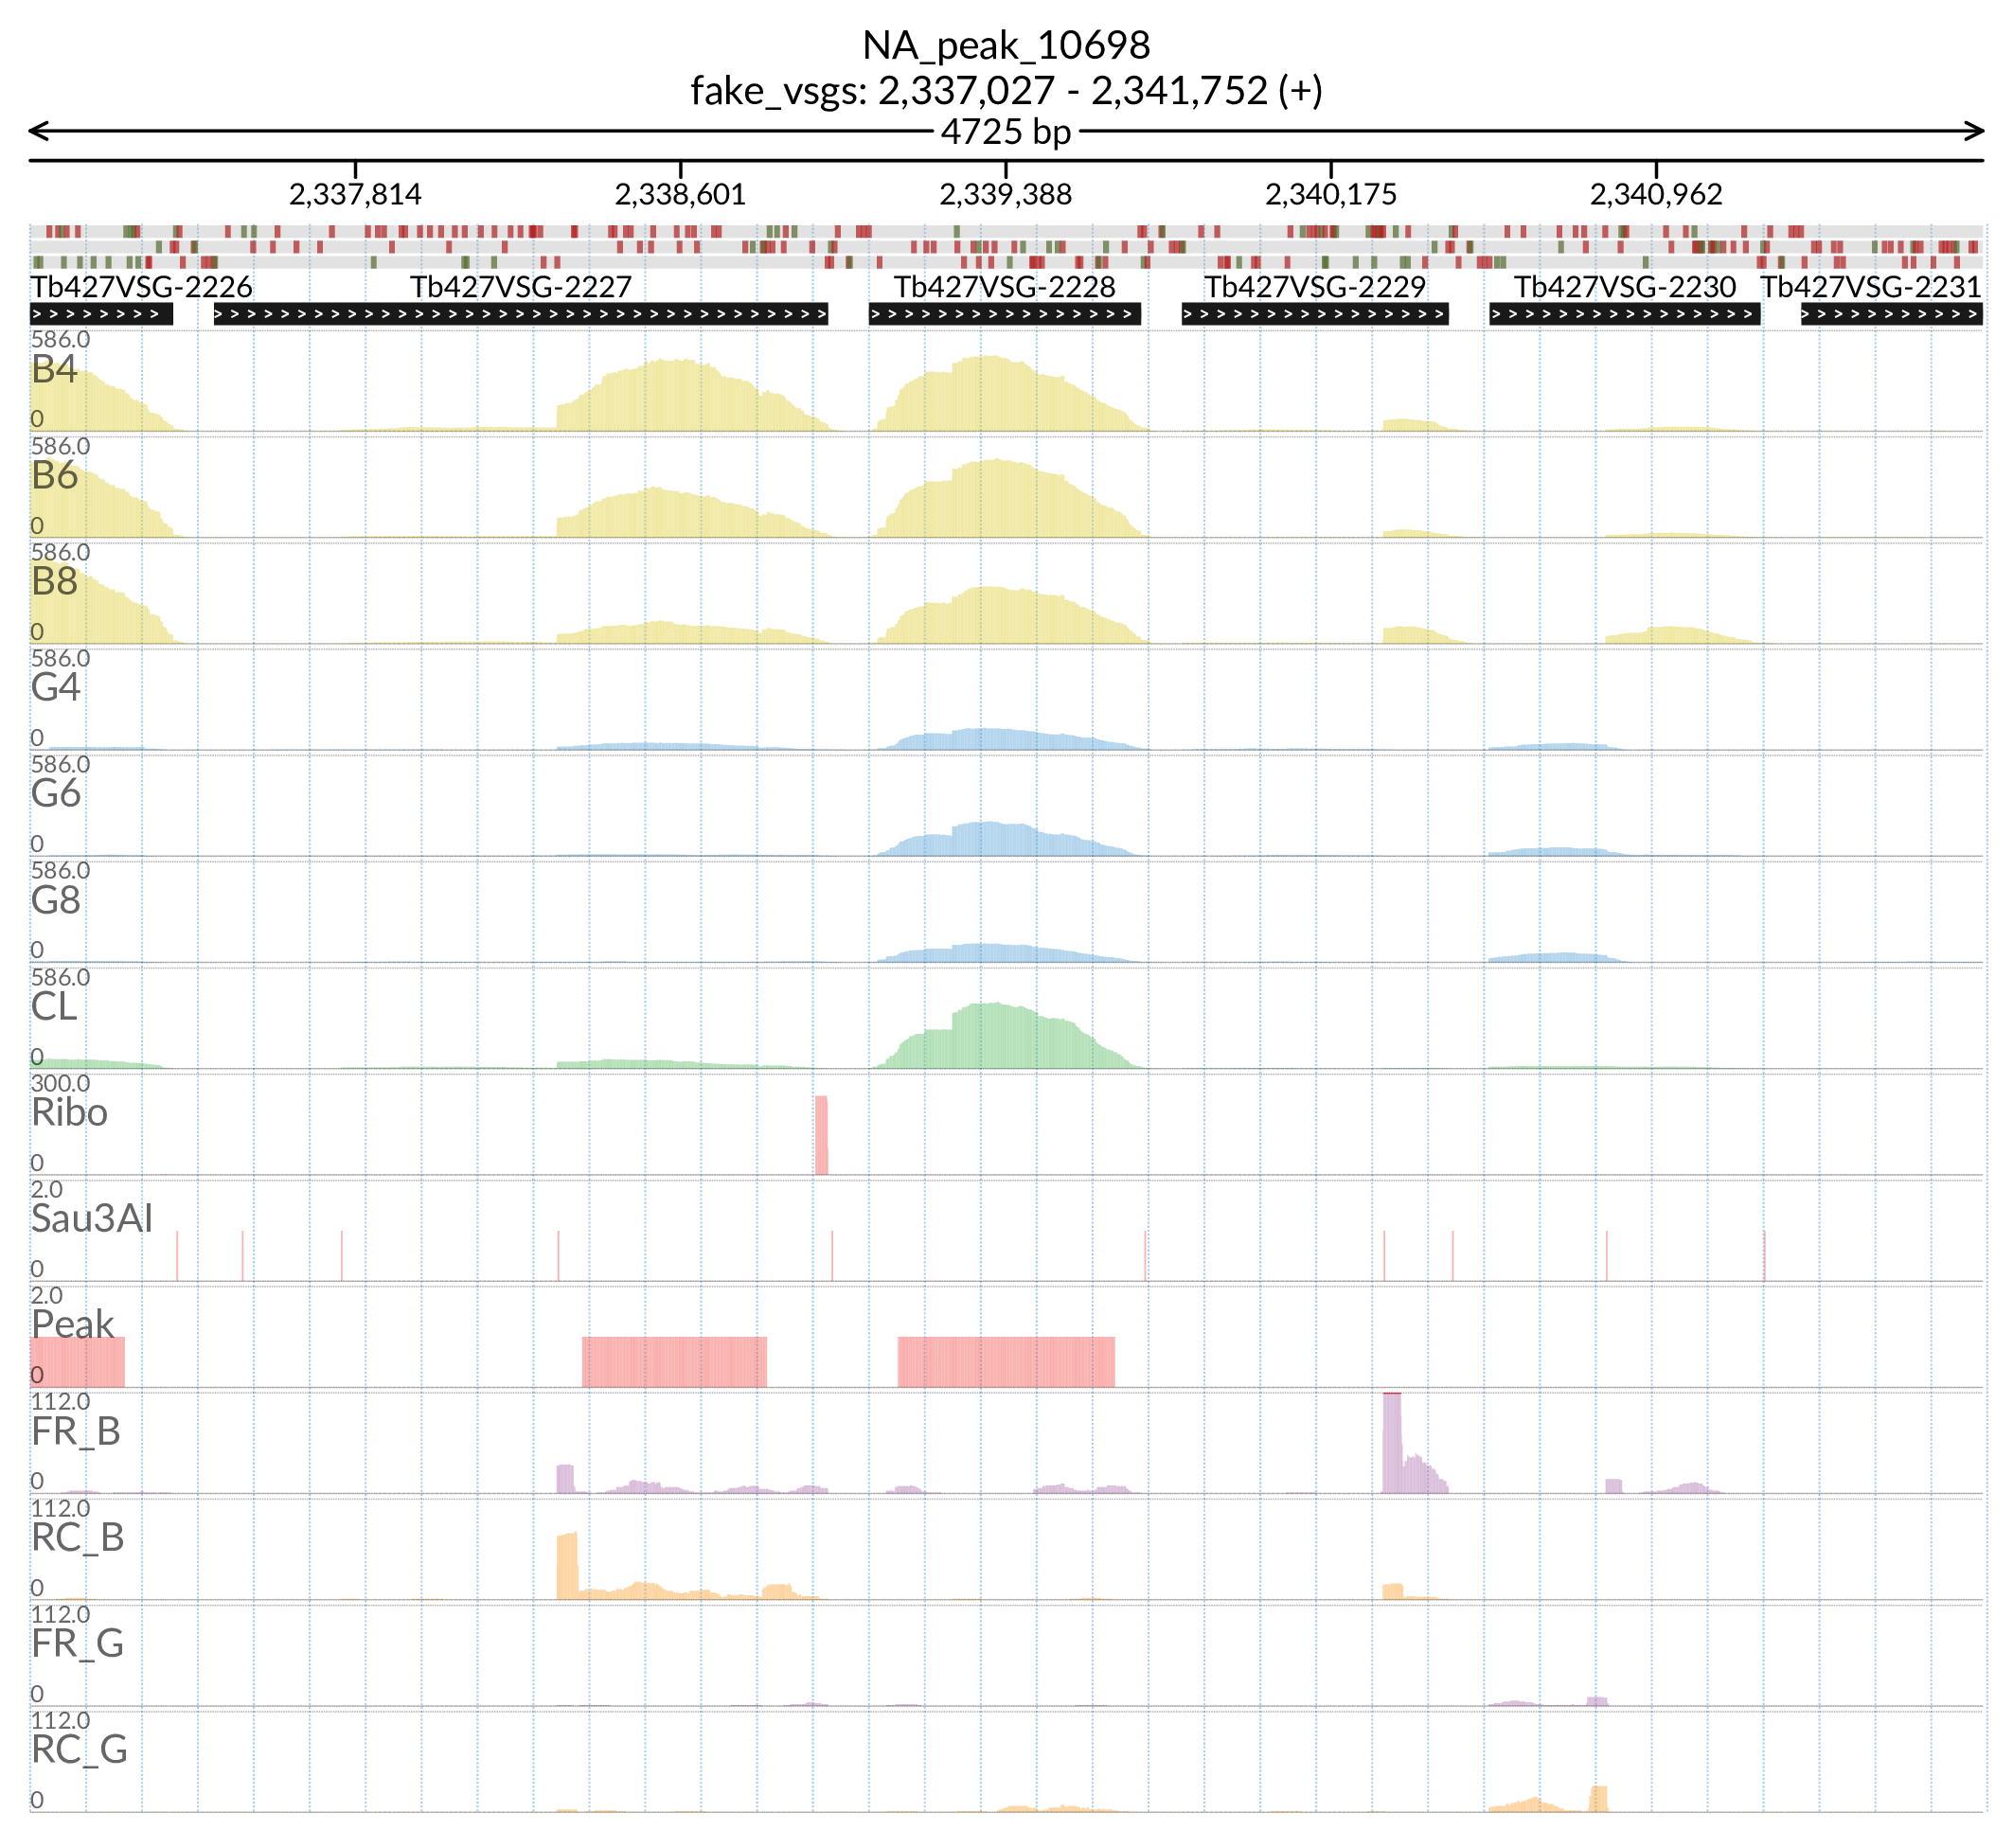 NA_peak_10698
fake_vsgs: 2,337,027 - 2,341,752 (+)
4725 bp
2,337,814 2,338,601 2,339,388 2,340,175 2,340,962
Tb427VSG-2226 Tb427VSG-2227 Tb427VSG-2228 Tb427VSG-2229 Tb427VSG-2230 Tb427VSG-2231
586.0
B4
0
586.0
B6
0
586.0
B8
0
586.0
G4
0
586.0
G6
0
586.0
G8
0
586.0
CL
0
300.0
Ribo
0
2.0
Sau3AI
0
2.0
Peak
0
112.0
FR_B
0
112.0
RC_B
0
112.0
FR_G
0
112.0
RC_G
0